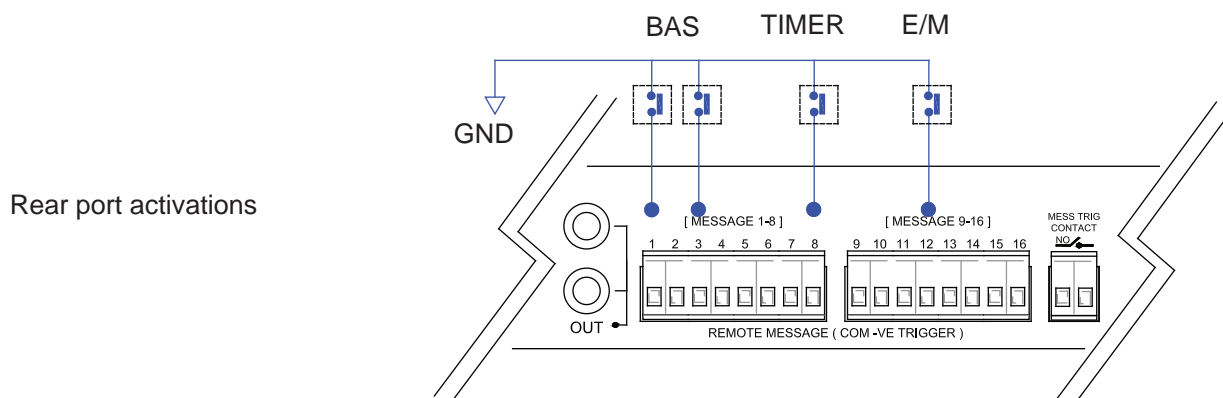 BAS TIMER E/M
GND
Rear port activations
[ MESSAGE 1-8 ] [ MESSAGE 9-16 ]
MESS TRIG
CONTACT
NO
1 2 3 4 5 6 7 8 9 10 11 12 13 14 15 16
OUT
REMOTE MESSAGE ( COM -VE TRIGGER )